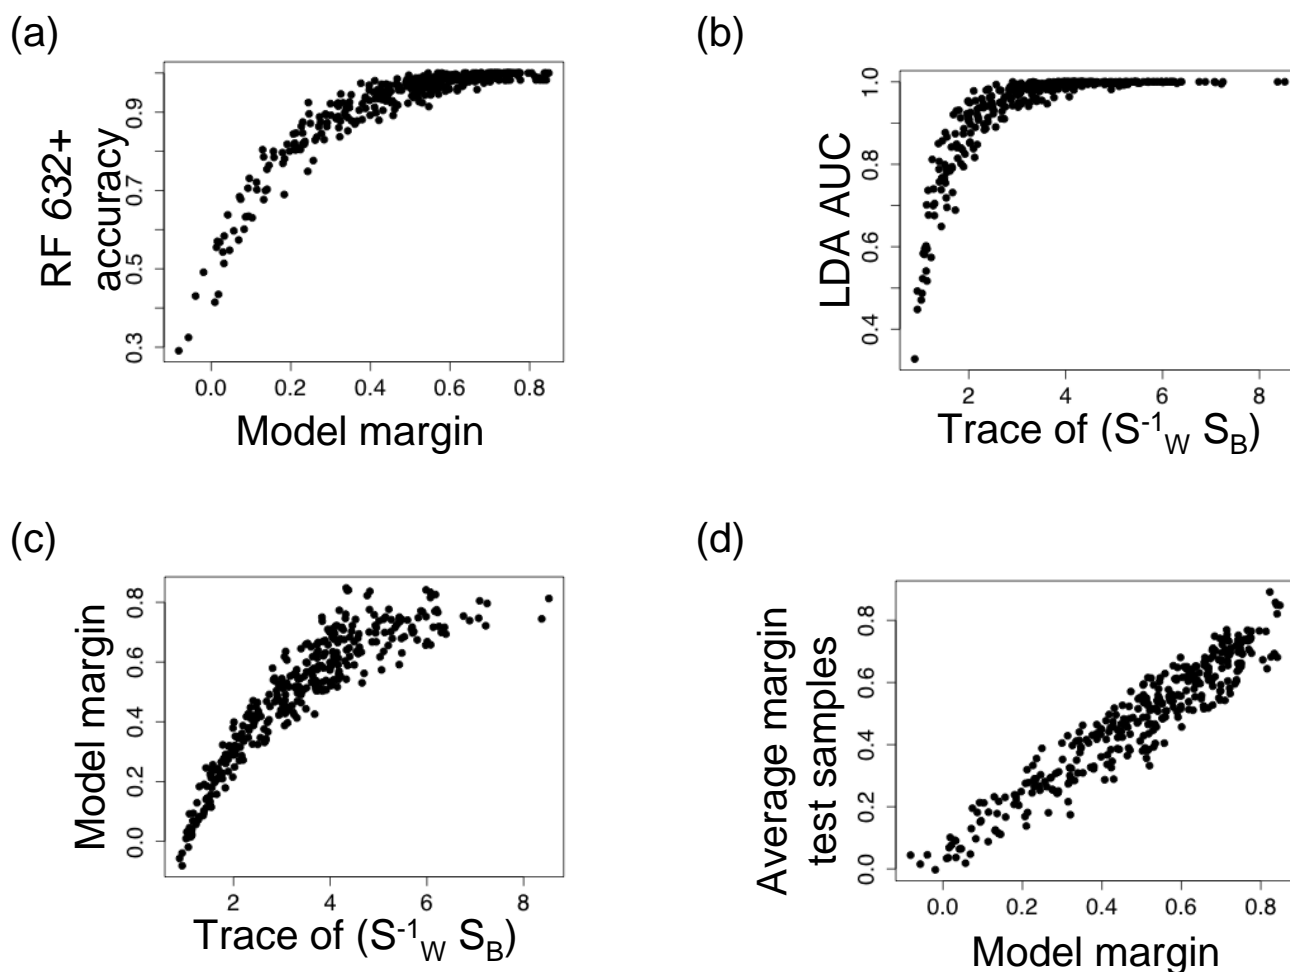 (a)
RF 632+
accuracy
0.3 0.5 0.7 0.9
0.0 0.2 0.4 0.6 0.8
Model margin
(b)
LDA AUC
0.4 0.6 0.8 1.0
2 4 6 8
Trace of (S⁻¹W SB)
(c)
Model margin
0.0 0.2 0.4 0.6 0.8
2 4 6 8
Trace of (S⁻¹W SB)
(d)
Average margin
test samples
0.0 0.2 0.4 0.6 0.8
0.0 0.2 0.4 0.6 0.8
Model margin